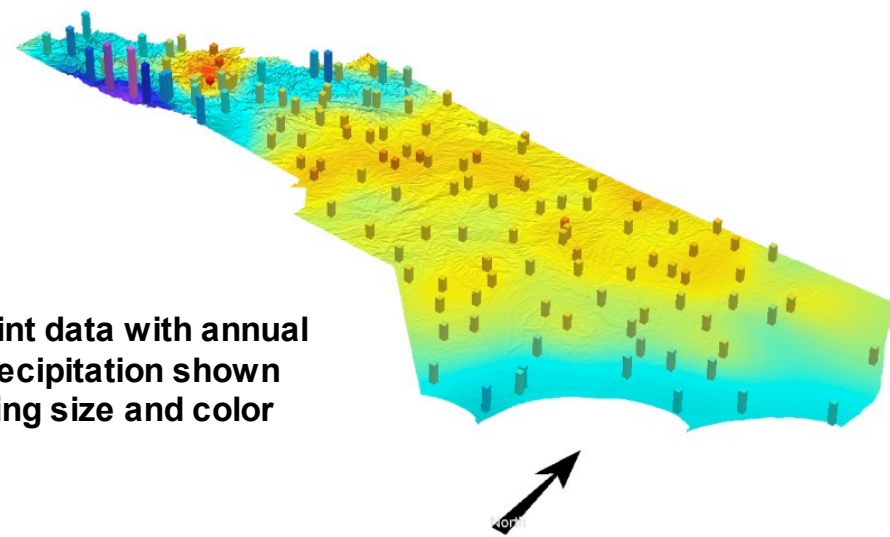 int data with annual
ecipitation shown
ing size and color
North